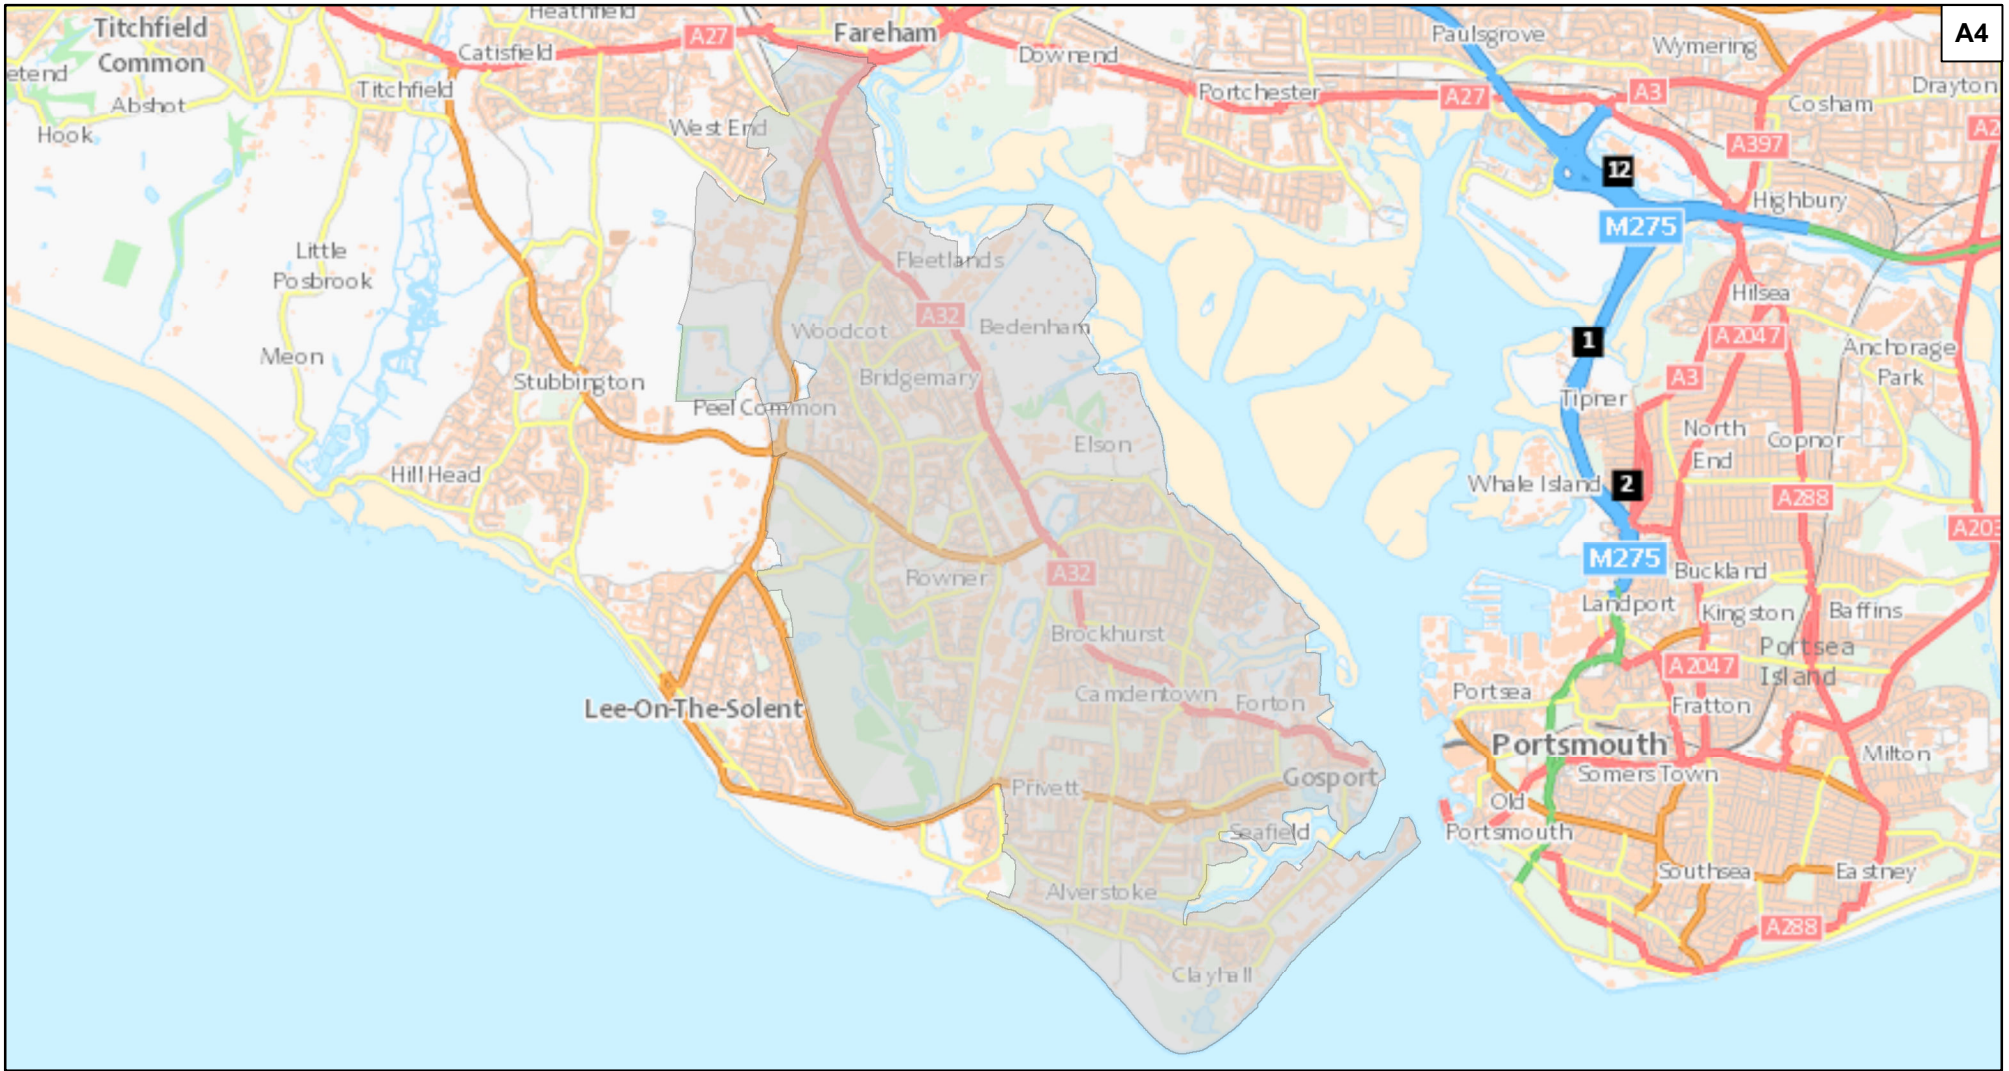 Titchfield
Common
Heathfield
Catisfield
A27
Fareham
Downend
Paulsgrove
Wymering
A4
etend
Abshot
Titchfield
Hook
West End
Portchester
A27
A3
Cosham
Drayton
A2
A397
12
Highbury
M275
Little
Posbrook
Fleetlands
Hilsea
A32
Bedenham
Woodcot
Meon
1
A2047
Anchorage
Park
Stubbington
Bridgemary
A3
Tipner
Peel Common
Elson
North
End
Copnor
Hill Head
Whale Island
2
A288
A203
M275
Rowner
A32
Buckland
Landport
Kingston
Baffins
Brockhurst
Portsea
Island
A2047
Lee-On-The-Solent
Camdentown
Forton
Portsea
Fratton
Portsmouth
Milton
Somers Town
Gosport
Privett
Old
Portsmouth
Seafield
Southsea
Eastney
Alverstoke
A288
Clayhall